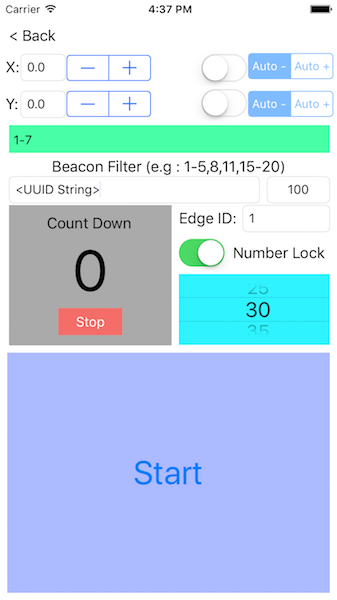 Carrier 4:37 PM
< Back
X: 0.0 — + Auto - Auto +
Y: 0.0 — + Auto - Auto +
1-7
Beacon Filter (e.g : 1-5,8,11,15-20)
<UUID String> 100
Count Down
0
Stop
Edge ID: 1
Number Lock
25
30
35
Start